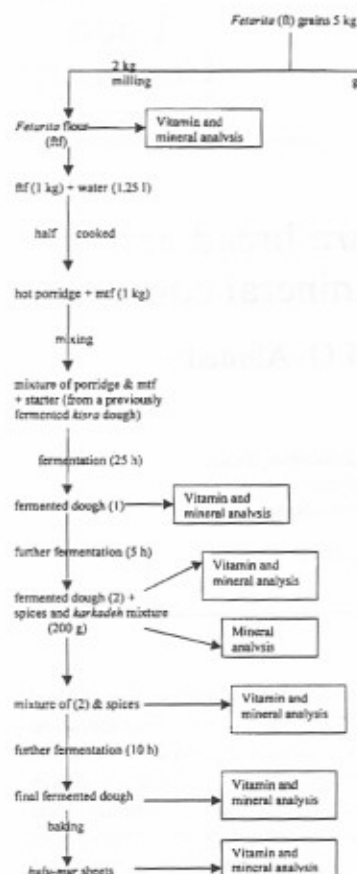 Feterita (ft) grains 5 kg
2 kg
milling
g
Feterita flour
(ftf)
Vitamin and
mineral analysis
ftf (1 kg) + water (1.25 l)
half cooked
hot porridge + mtf (1 kg)
mixing
mixture of porridge & mtf
+ starter (from a previously
fermented kisra dough)
fermentation (25 h)
fermented dough (1)
Vitamin and
mineral analysis
further fermentation (5 h)
Vitamin and
mineral analysis
fermented dough (2) +
spices and karkadeh mixture
(200 g)
Mineral
analysis
mixture of (2) & spices
Vitamin and
mineral analysis
further fermentation (10 h)
final fermented dough
Vitamin and
mineral analysis
baking
hulu-mur sheets
Vitamin and
mineral analysis